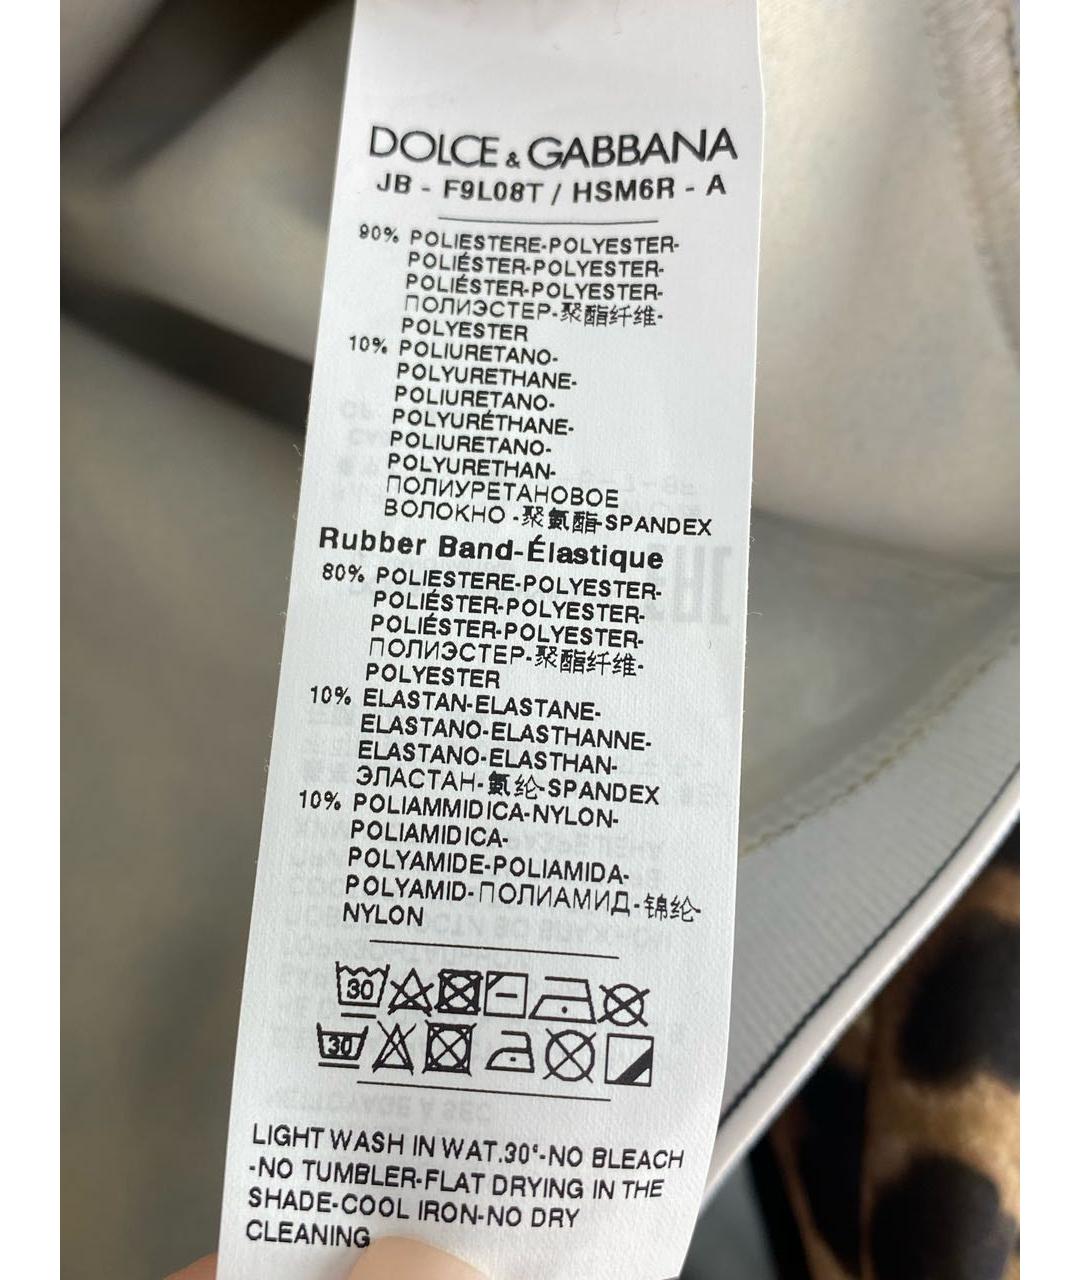 DOLCE & GABBANA
JB - F9L08T / HSM6R - A
90% POLIESTERE-POLYESTER-
POLIÉSTER-POLYESTER-
POLIÉSTER-POLYESTER-
ПОЛИЭСТЕР-聚酯纤维-
POLYESTER
10% POLIURETANO-
POLYURETHANE-
POLIURETANO-
POLYURÉTHANE-
POLIURETANO-
POLYURETHAN-
ПОЛИУРЕТАНОВОЕ
ВОЛОКНО-聚氨酯-SPANDEX
Rubber Band-Élastique
80% POLIESTERE-POLYESTER-
POLIÉSTER-POLYESTER-
POLIÉSTER-POLYESTER-
ПОЛИЭСТЕР-聚酯纤维-
POLYESTER
10% ELASTAN-ELASTANE-
ELASTANO-ELASTHANNE-
ELASTANO-ELASTHAN-
ЭЛАСТАН-氨纶-SPANDEX
10% POLIAMMIDICA-NYLON-
POLIAMIDICA-
POLYAMIDE-POLIAMIDA-
POLYAMID-ПОЛИАМИД-锦纶-
NYLON
30
30
LIGHT WASH IN WAT.30°-NO BLEACH
-NO TUMBLER-FLAT DRYING IN THE
SHADE-COOL IRON-NO DRY
CLEANING